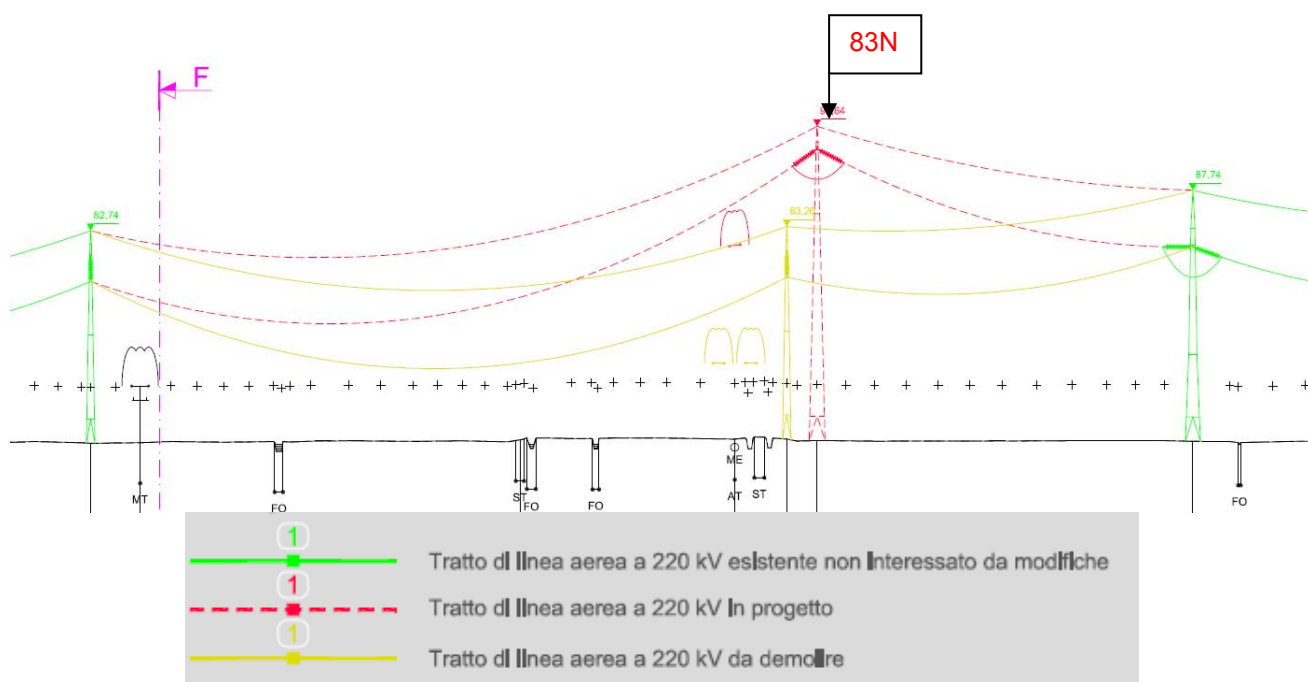 83N
F
82,74
83,26
87,74
MT
FO
ST
FO
FO
ME
AT
ST
FO
1
Tratto di linea aerea a 220 kV esistente non interessato da modifiche
1
Tratto di linea aerea a 220 kV in progetto
1
Tratto di linea aerea a 220 kV da demolire